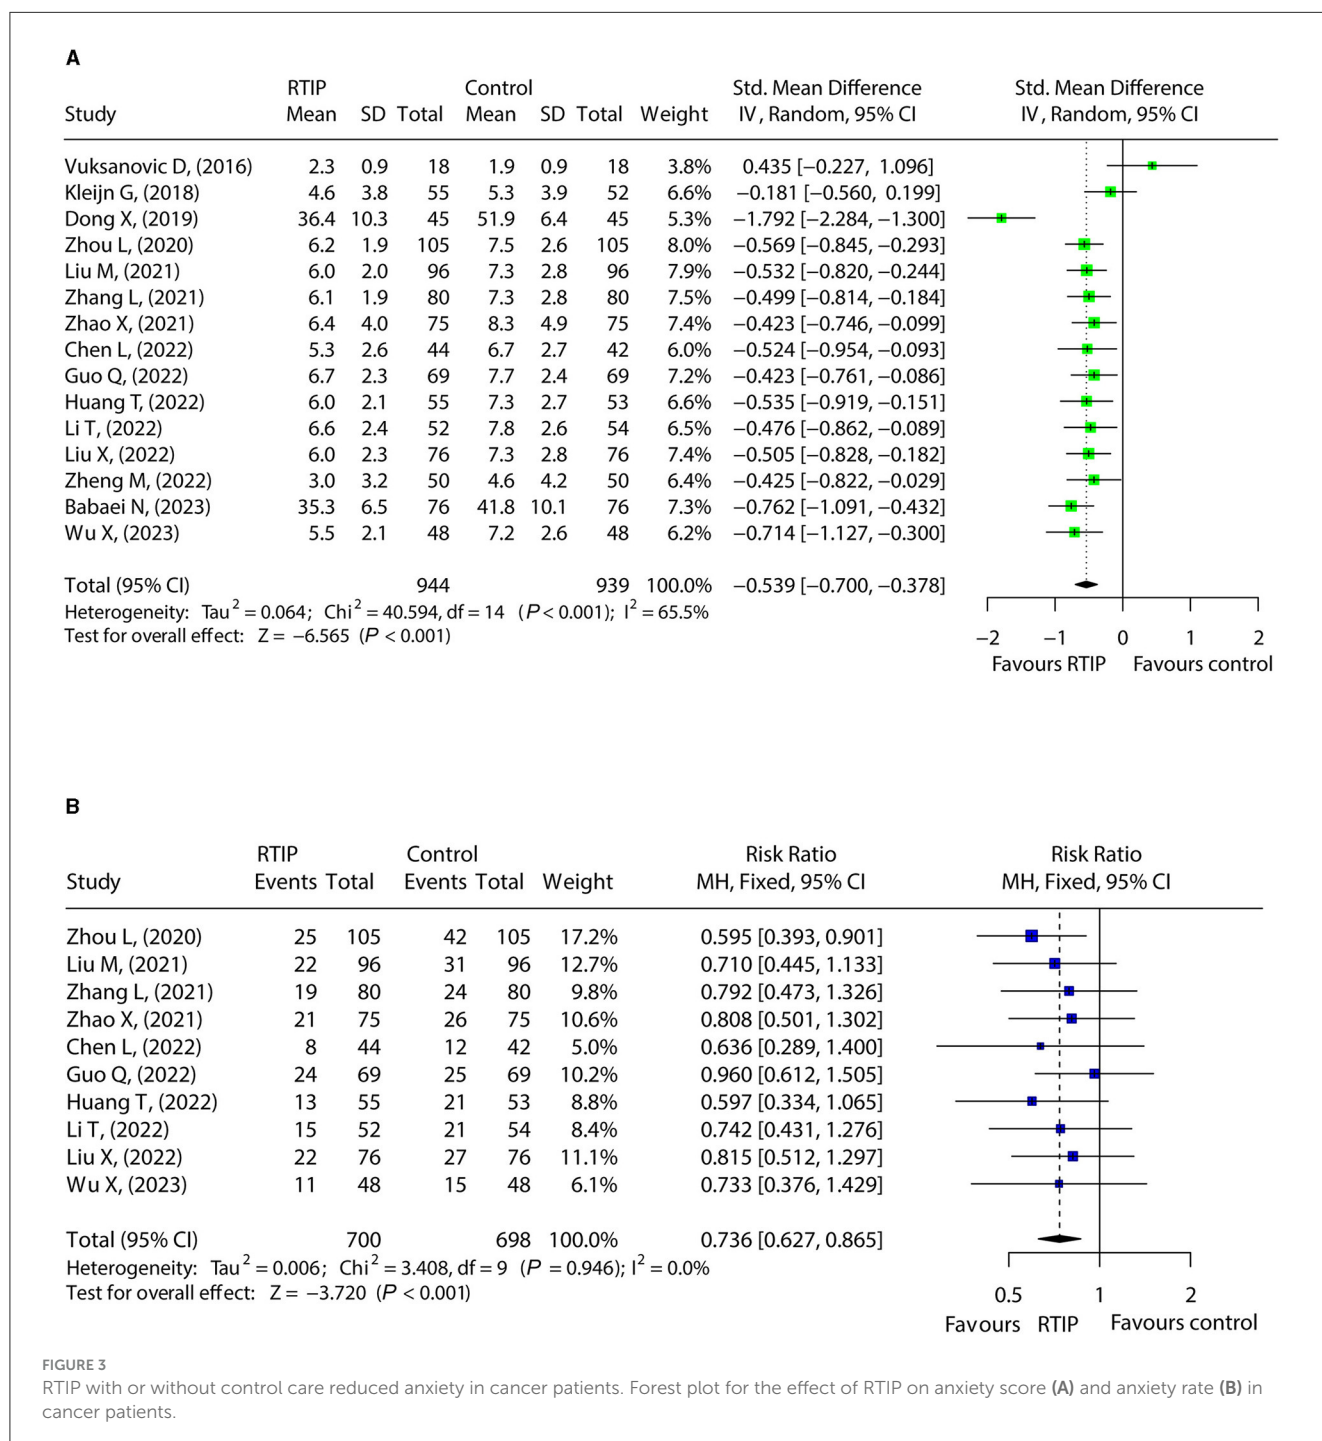 A
RTIP Control Std. Mean Difference Std. Mean Difference
Study Mean SD Total Mean SD Total Weight IV, Random, 95% CI IV, Random, 95% CI
Vuksanovic D, (2016) 2.3 0.9 18 1.9 0.9 18 3.8% 0.435 [−0.227, 1.096]
Kleijn G, (2018) 4.6 3.8 55 5.3 3.9 52 6.6% −0.181 [−0.560, 0.199]
Dong X, (2019) 36.4 10.3 45 51.9 6.4 45 5.3% −1.792 [−2.284, −1.300]
Zhou L, (2020) 6.2 1.9 105 7.5 2.6 105 8.0% −0.569 [−0.845, −0.293]
Liu M, (2021) 6.0 2.0 96 7.3 2.8 96 7.9% −0.532 [−0.820, −0.244]
Zhang L, (2021) 6.1 1.9 80 7.3 2.8 80 7.5% −0.499 [−0.814, −0.184]
Zhao X, (2021) 6.4 4.0 75 8.3 4.9 75 7.4% −0.423 [−0.746, −0.099]
Chen L, (2022) 5.3 2.6 44 6.7 2.7 42 6.0% −0.524 [−0.954, −0.093]
Guo Q, (2022) 6.7 2.3 69 7.7 2.4 69 7.2% −0.423 [−0.761, −0.086]
Huang T, (2022) 6.0 2.1 55 7.3 2.7 53 6.6% −0.535 [−0.919, −0.151]
Li T, (2022) 6.6 2.4 52 7.8 2.6 54 6.5% −0.476 [−0.862, −0.089]
Liu X, (2022) 6.0 2.3 76 7.3 2.8 76 7.4% −0.505 [−0.828, −0.182]
Zheng M, (2022) 3.0 3.2 50 4.6 4.2 50 6.4% −0.425 [−0.822, −0.029]
Babaei N, (2023) 35.3 6.5 76 41.8 10.1 76 7.3% −0.762 [−1.091, −0.432]
Wu X, (2023) 5.5 2.1 48 7.2 2.6 48 6.2% −0.714 [−1.127, −0.300]
Total (95% CI) 944 939 100.0% −0.539 [−0.700, −0.378]
Heterogeneity: Tau² = 0.064; Chi² = 40.594, df = 14 (P < 0.001); I² = 65.5%
Test for overall effect: Z = −6.565 (P < 0.001)
−2 −1 0 1 2
Favours RTIP Favours control
B
RTIP Control Risk Ratio Risk Ratio
Study Events Total Events Total Weight MH, Fixed, 95% CI MH, Fixed, 95% CI
Zhou L, (2020) 25 105 42 105 17.2% 0.595 [0.393, 0.901]
Liu M, (2021) 22 96 31 96 12.7% 0.710 [0.445, 1.133]
Zhang L, (2021) 19 80 24 80 9.8% 0.792 [0.473, 1.326]
Zhao X, (2021) 21 75 26 75 10.6% 0.808 [0.501, 1.302]
Chen L, (2022) 8 44 12 42 5.0% 0.636 [0.289, 1.400]
Guo Q, (2022) 24 69 25 69 10.2% 0.960 [0.612, 1.505]
Huang T, (2022) 13 55 21 53 8.8% 0.597 [0.334, 1.065]
Li T, (2022) 15 52 21 54 8.4% 0.742 [0.431, 1.276]
Liu X, (2022) 22 76 27 76 11.1% 0.815 [0.512, 1.297]
Wu X, (2023) 11 48 15 48 6.1% 0.733 [0.376, 1.429]
Total (95% CI) 700 698 100.0% 0.736 [0.627, 0.865]
Heterogeneity: Tau² = 0.006; Chi² = 3.408, df = 9 (P = 0.946); I² = 0.0%
Test for overall effect: Z = −3.720 (P < 0.001)
0.5 1 2
Favours RTIP Favours control
FIGURE 3
RTIP with or without control care reduced anxiety in cancer patients. Forest plot for the effect of RTIP on anxiety score (A) and anxiety rate (B) in
cancer patients.